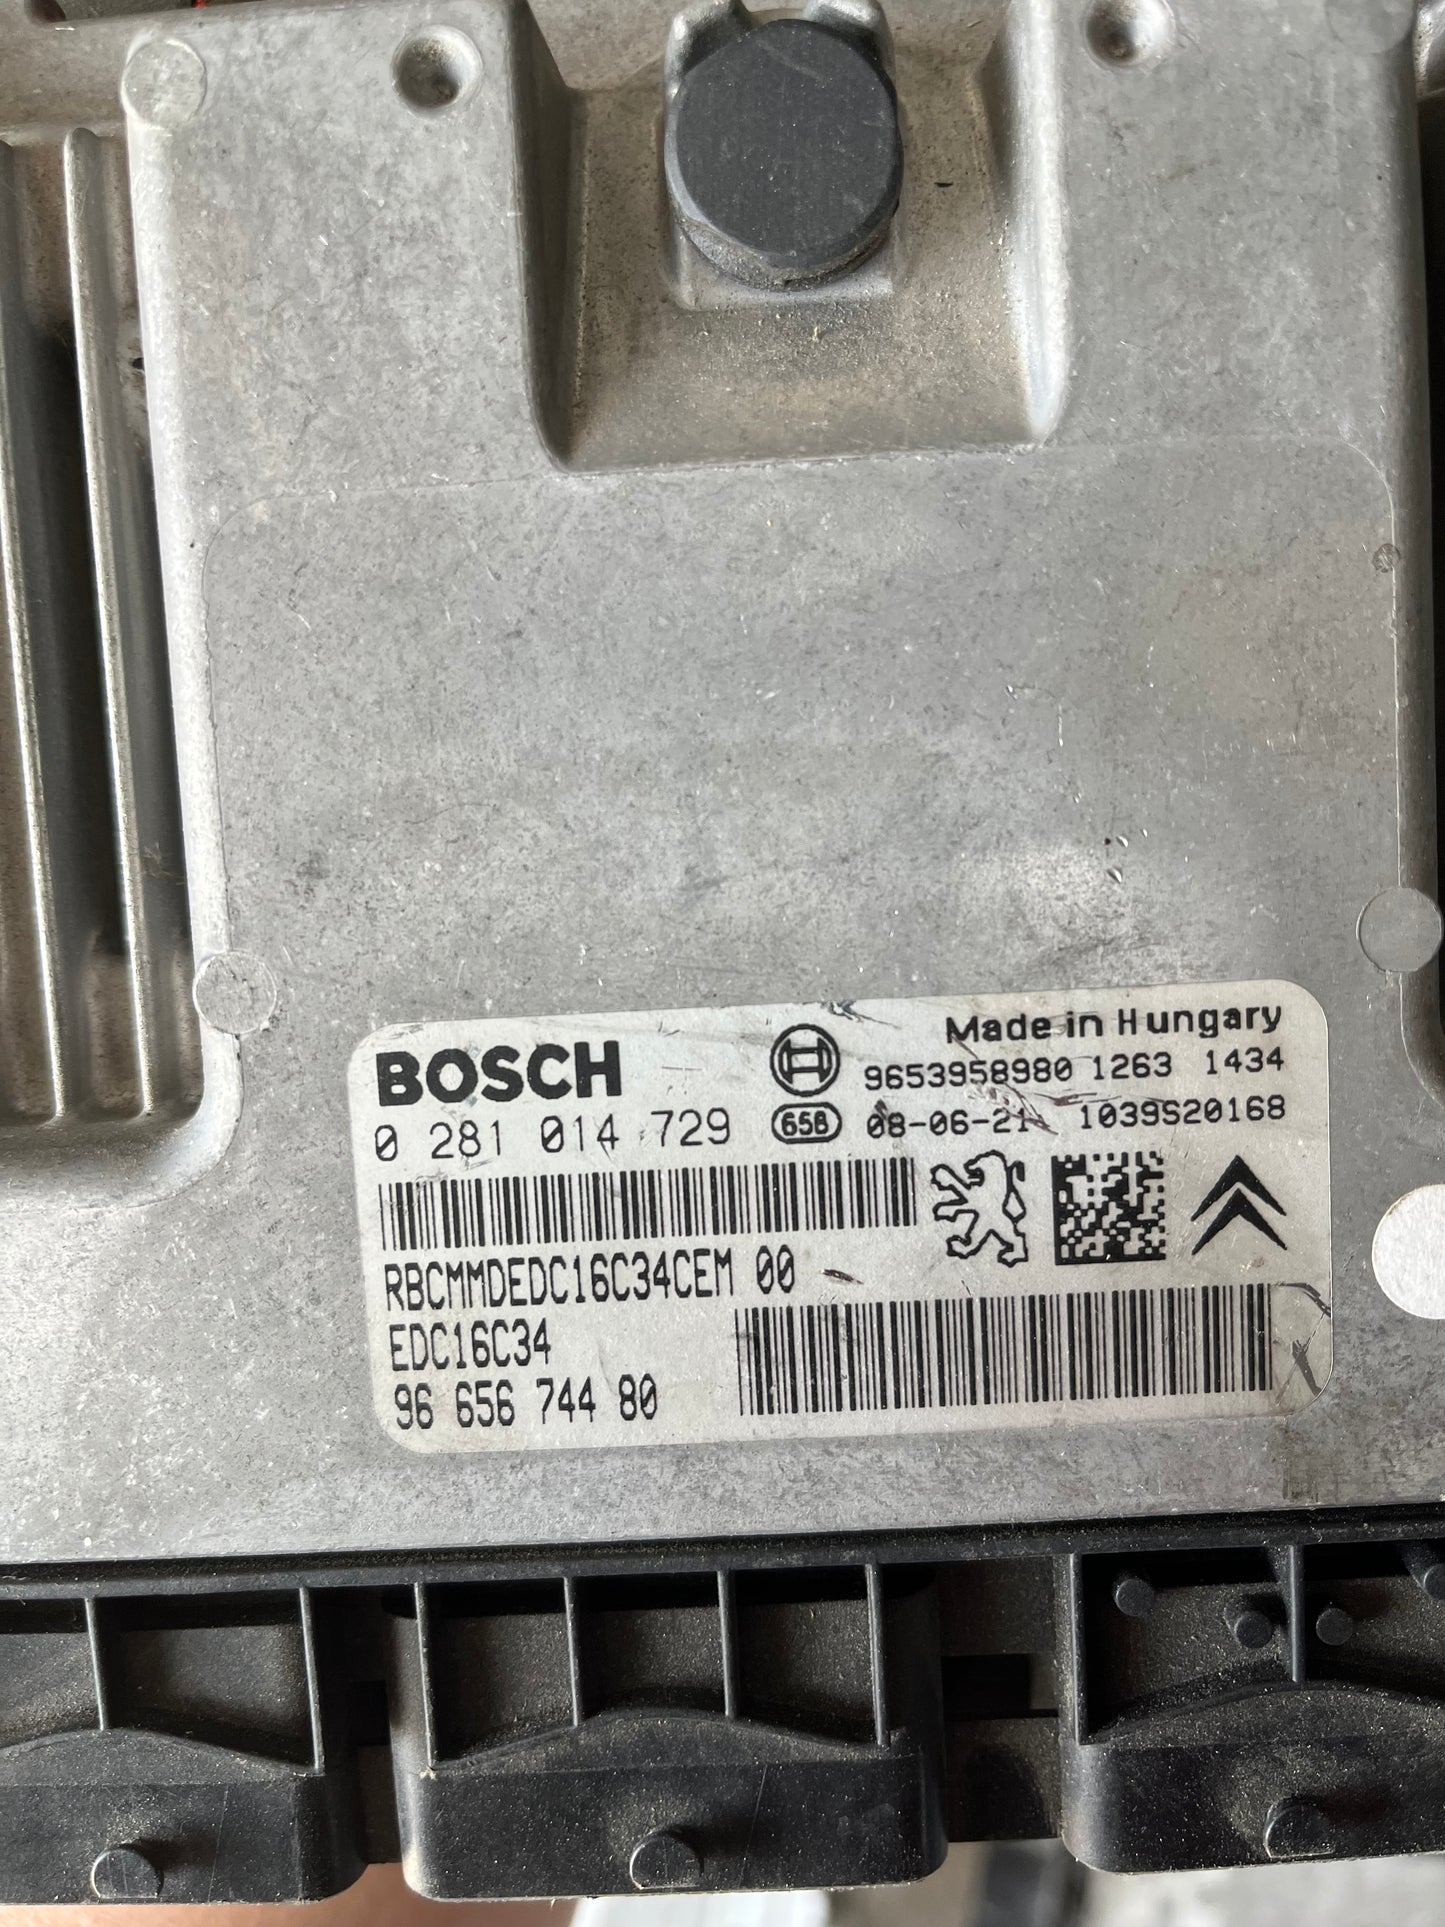 BOSCH
Made in Hungary
9653958980 1263 1434
0 281 014 729
658 08-06-21 1039S20168
RBCMMDEDC16C34CEM 00
EDC16C34
96 656 744 80